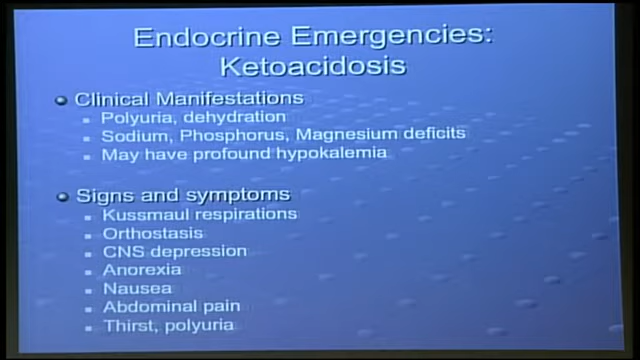 Endocrine Emergencies:
Ketoacidosis
Clinical Manifestations
Polyuria, dehydration
Sodium, Phosphorus, Magnesium deficits
May have profound hypokalemia
Signs and symptoms
Kussmaul respirations
Orthostasis
CNS depression
Anorexia
Nausea
Abdominal pain
Thirst, polyuria